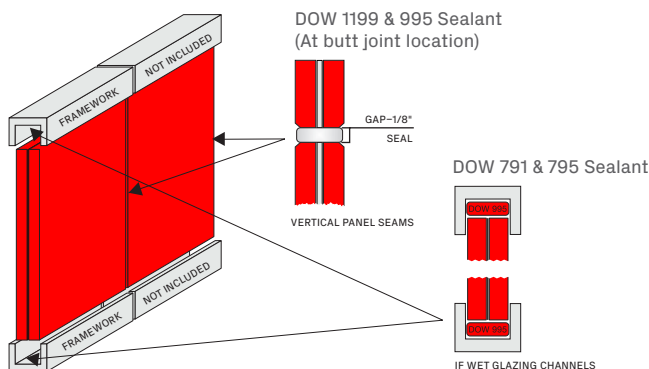 DOW 1199 & 995 Sealant
(At butt joint location)
FRAMEWORK
NOT INCLUDED
GAP–1/8"
SEAL
VERTICAL PANEL SEAMS
DOW 791 & 795 Sealant
DOW 995
DOW 995
IF WET GLAZING CHANNELS
FRAMEWORK
NOT INCLUDED